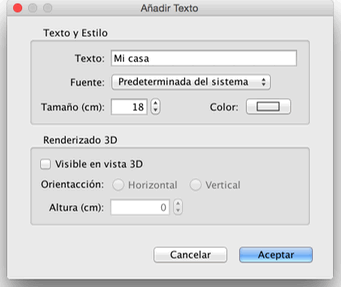 Añadir Texto
Texto y Estilo
Texto: Mi casa
Fuente: Predeterminada del sistema
Tamaño (cm): 18 Color:
Renderizado 3D
Visible en vista 3D
Orientacción: Horizontal Vertical
Altura (cm): 0
Cancelar Aceptar